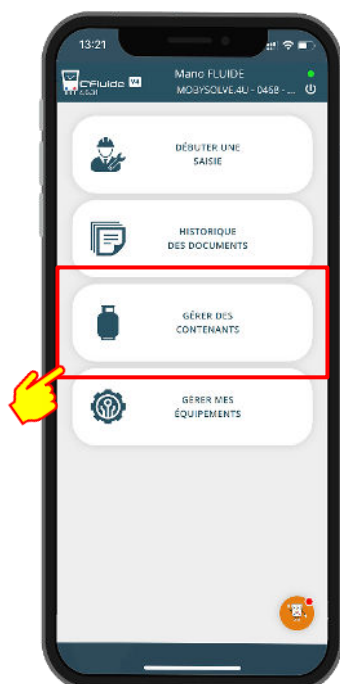 13:21
C'Fluide V4
Mano FLUIDE
MOBYSOLVE.4U - 0468 - ...
DÉBUTER UNE
SAISIE
HISTORIQUE
DES DOCUMENTS
GÉRER DES
CONTENANTS
GÉRER MES
ÉQUIPEMENTS